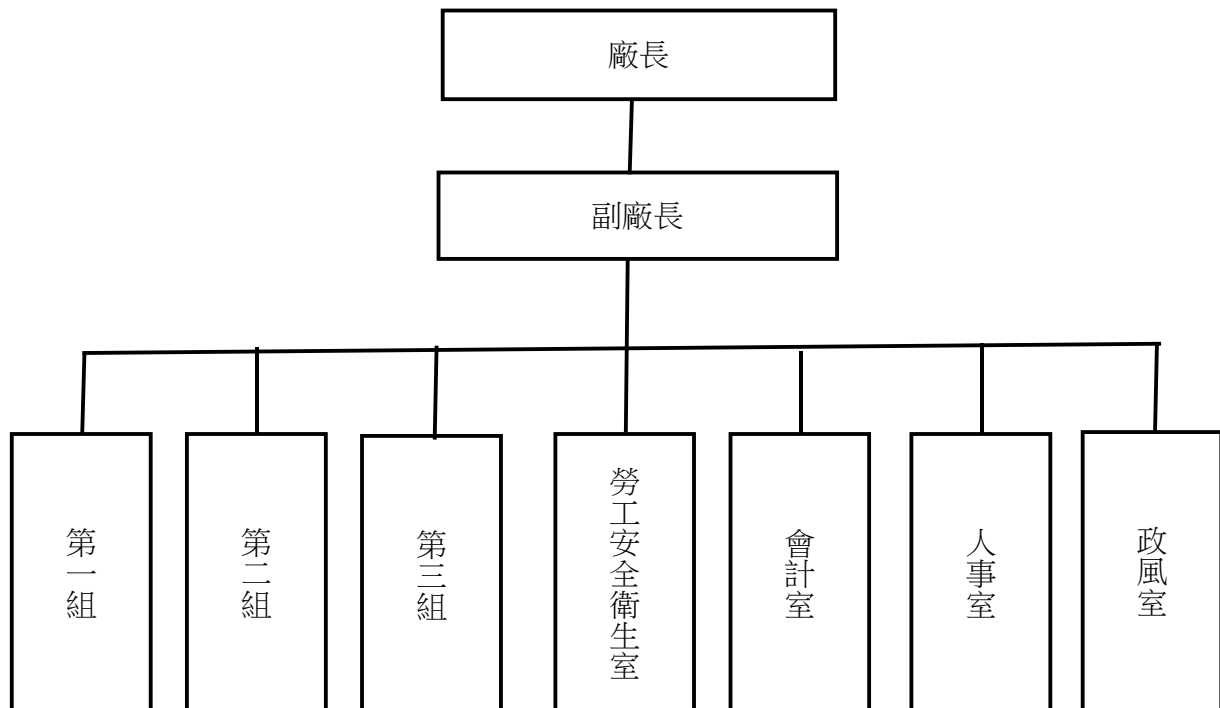 廠長
副廠長
第一組
第二組
第三組
勞工安全衛生室
會計室
人事室
政風室